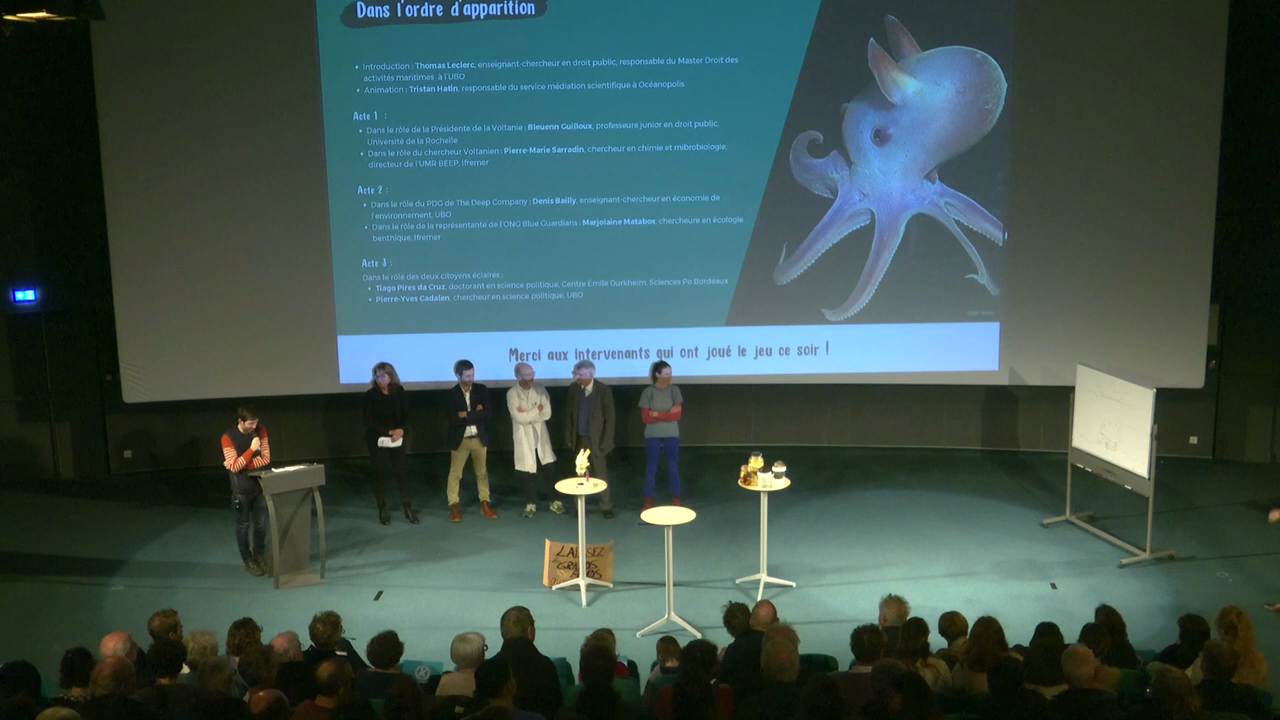 Dans l'ordre d'apparition
• Introduction : Thomas Leclerc, enseignant-chercheur en droit public, responsable du Master Droit des
activités maritimes à l'UBO
• Animation : Tristan Hatin, responsable du service médiation scientifique à Océanopolis
Acte 1 :
• Dans le rôle de la Présidente de la Voltanie : Bleuenn Guilloux, professeure junior en droit public,
Université de la Rochelle
• Dans le rôle du chercheur Voltanien : Pierre-Marie Sarradin, chercheur en chimie et mibrobiologie,
directeur de l'UMR BEEP, Ifremer
Acte 2 :
• Dans le rôle du PDG de The Deep Company : Denis Bailly, enseignant-chercheur en économie de
l'environnement, UBO
• Dans le rôle de la représentante de l'ONG Blue Guardians : Marjolaine Matabos, chercheure en écologie
benthique, Ifremer
Acte 3 :
Dans le rôle des deux citoyens éclairés :
• Tiago Pires da Cruz, doctorant en science politique, Centre Emile Durkheim, Sciences Po Bordeaux
• Pierre-Yves Cadalen, chercheur en science politique, UBO
Merci aux intervenants qui ont joué le jeu ce soir !
LAISSEZ